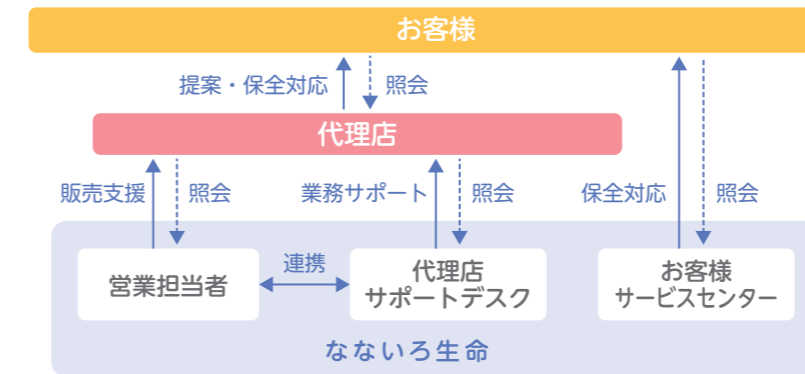 お客様
提案・保全対応
照会
代理店
販売支援
照会
業務サポート
照会
保全対応
照会
営業担当者
連携
代理店
サポートデスク
お客様
サービスセンター
なないろ生命